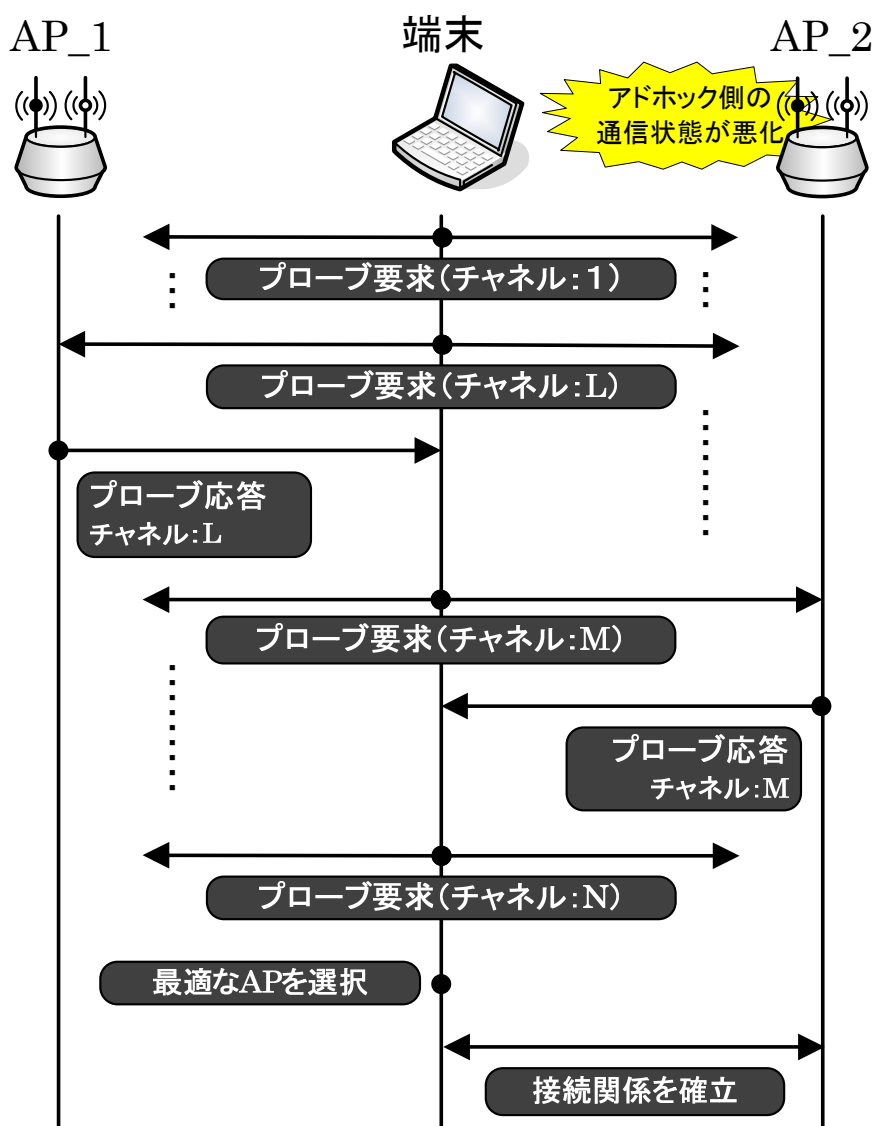 AP_1
端末
AP_2
アドホック側の
通信状態が悪化
プローブ要求(チャネル:1)
プローブ要求(チャネル:L)
プローブ応答
チャネル:L
プローブ要求(チャネル:M)
プローブ応答
チャネル:M
プローブ要求(チャネル:N)
最適なAPを選択
接続関係を確立